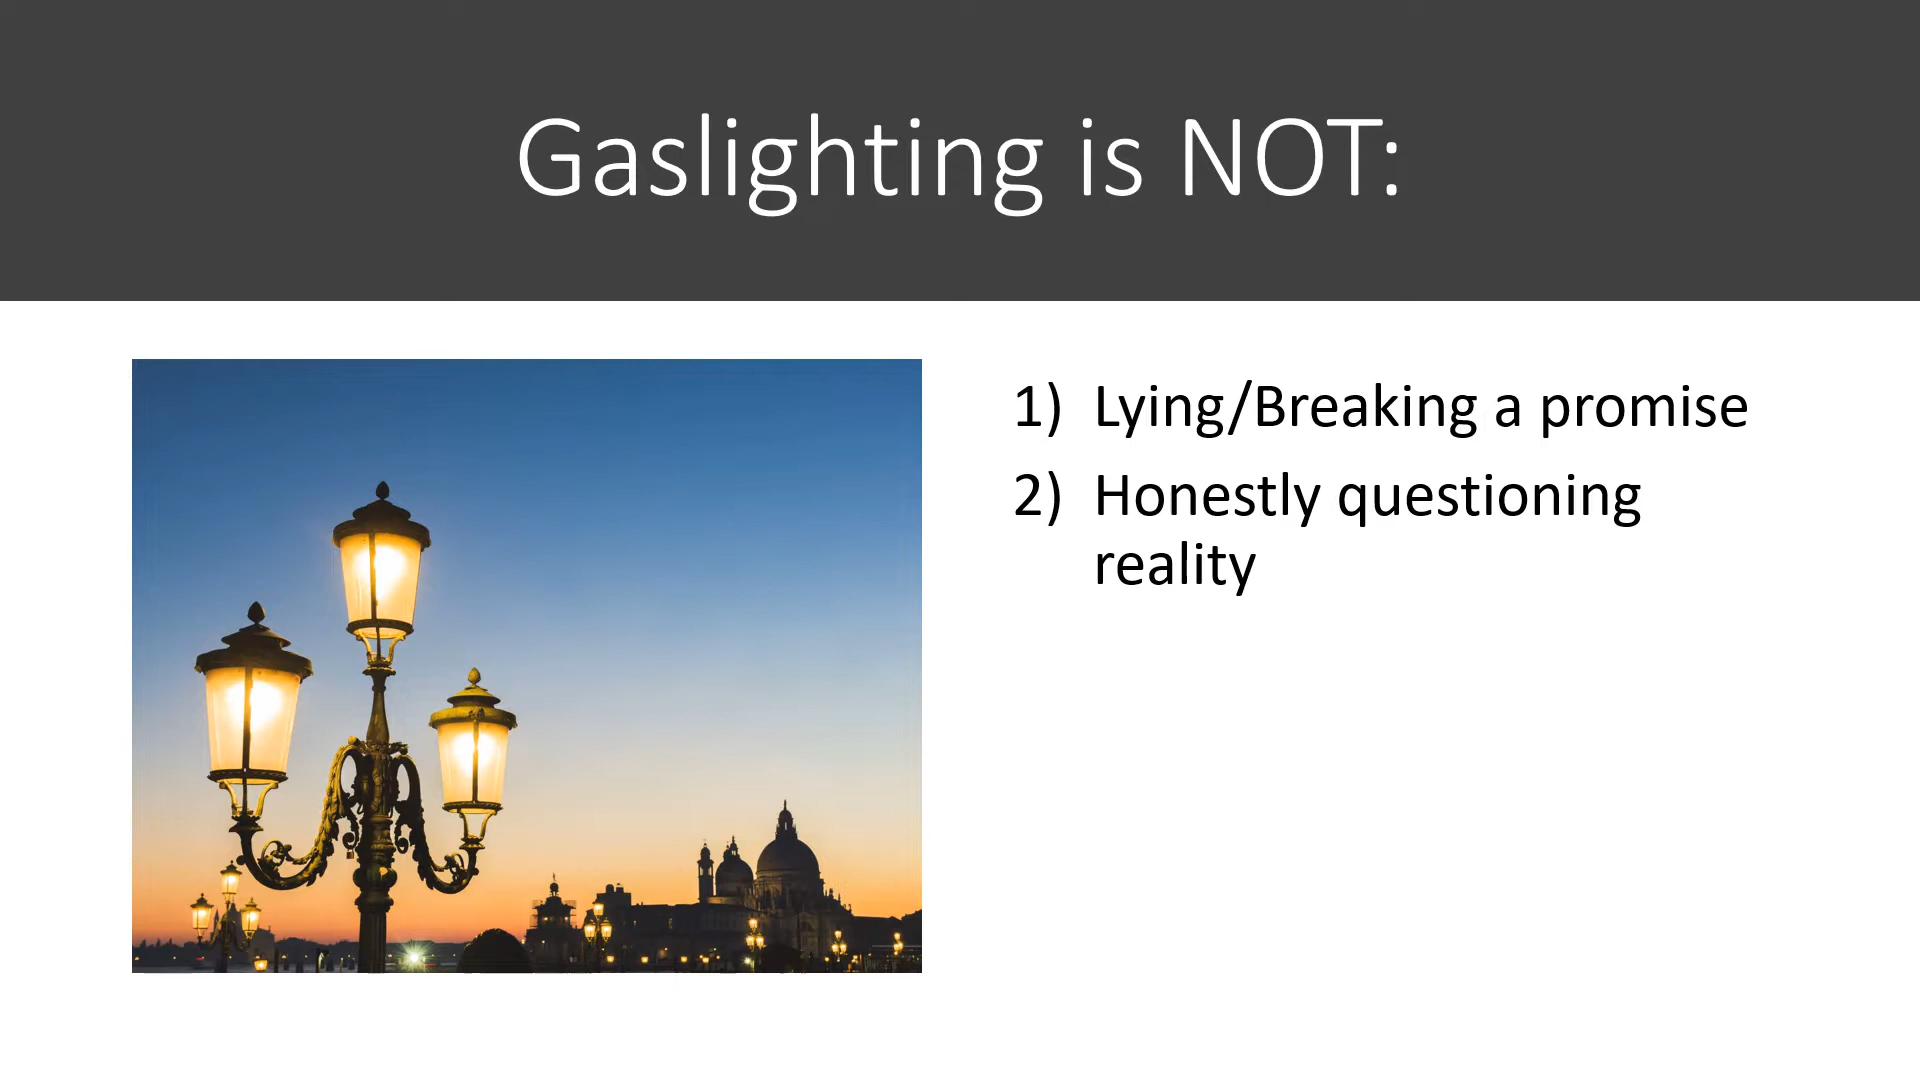 Gaslighting is NOT:
1) Lying/Breaking a promise
2) Honestly questioning
reality